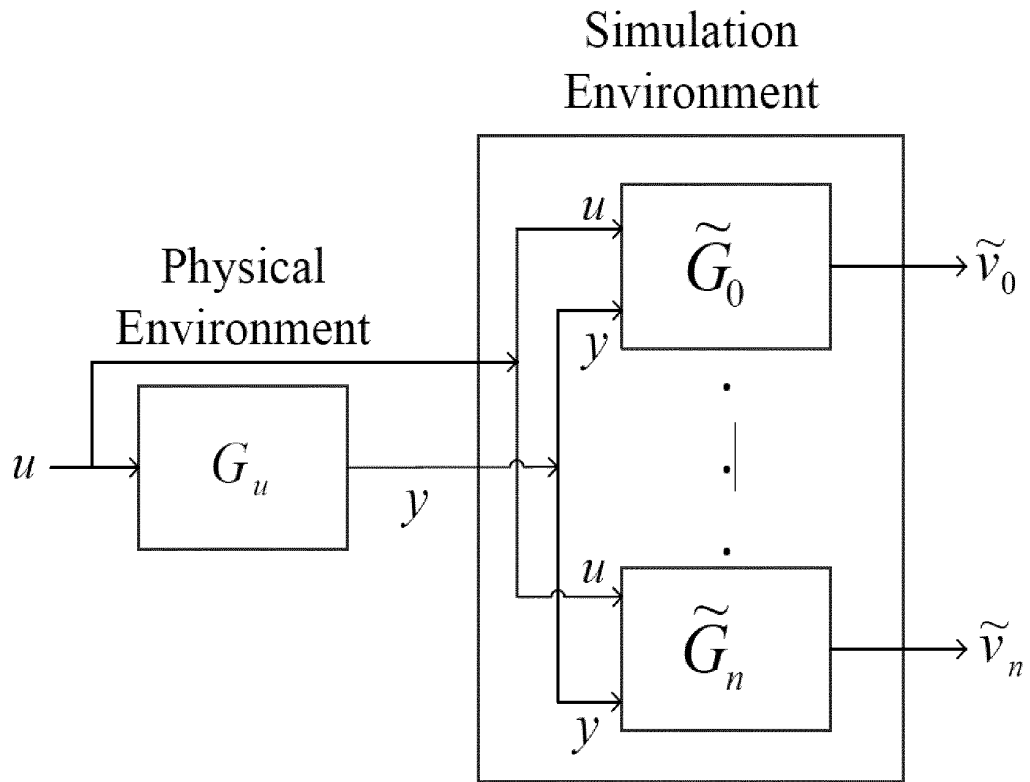 Simulation
Environment
Physical
Environment
u
G̃₀
ṽ₀
y
u
Gᵤ
y
u
G̃ₙ
ṽₙ
y